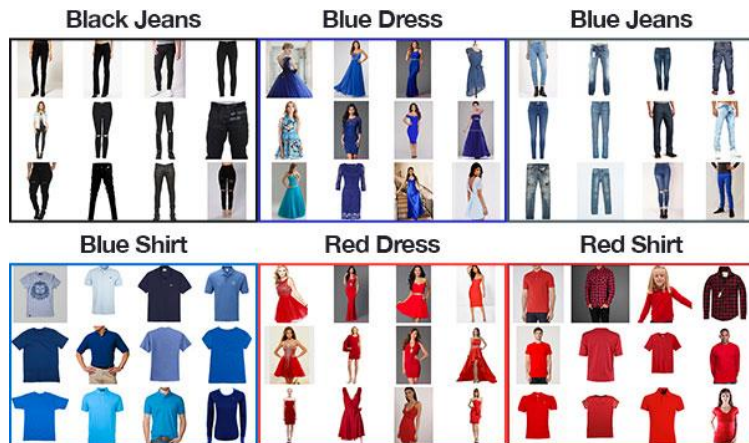 Black Jeans
Blue Dress
Blue Jeans
Blue Shirt
Red Dress
Red Shirt